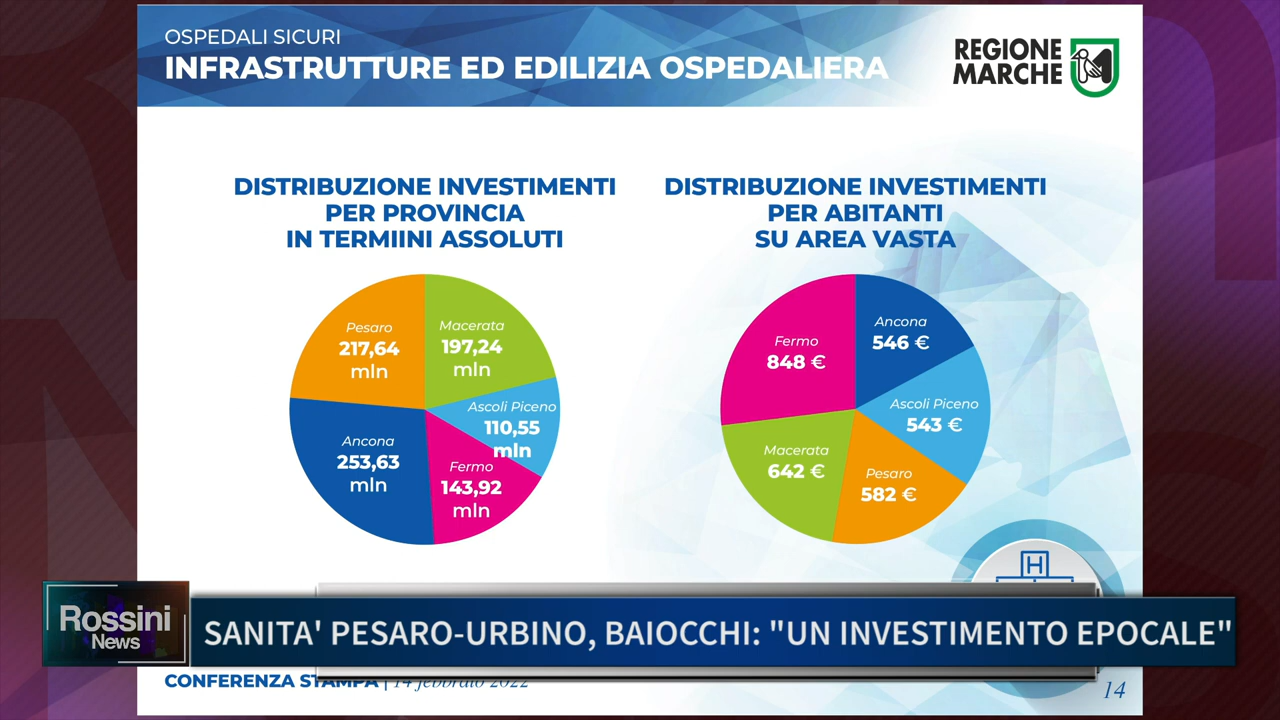 OSPEDALI SICURI
INFRASTRUTTURE ED EDILIZIA OSPEDALIERA
REGIONE
MARCHE
DISTRIBUZIONE INVESTIMENTI
PER PROVINCIA
IN TERMIINI ASSOLUTI
Pesaro
217,64
mln
Macerata
197,24
mln
Ascoli Piceno
110,55
mln
Fermo
143,92
mln
Ancona
253,63
mln
DISTRIBUZIONE INVESTIMENTI
PER ABITANTI
SU AREA VASTA
Fermo
848 €
Ancona
546 €
Ascoli Piceno
543 €
Macerata
642 €
Pesaro
582 €
H
Rossini
News
SANITA' PESARO-URBINO, BAIOCCHI: "UN INVESTIMENTO EPOCALE"
CONFERENZA STAMPA | 14 febbraio 2022
14